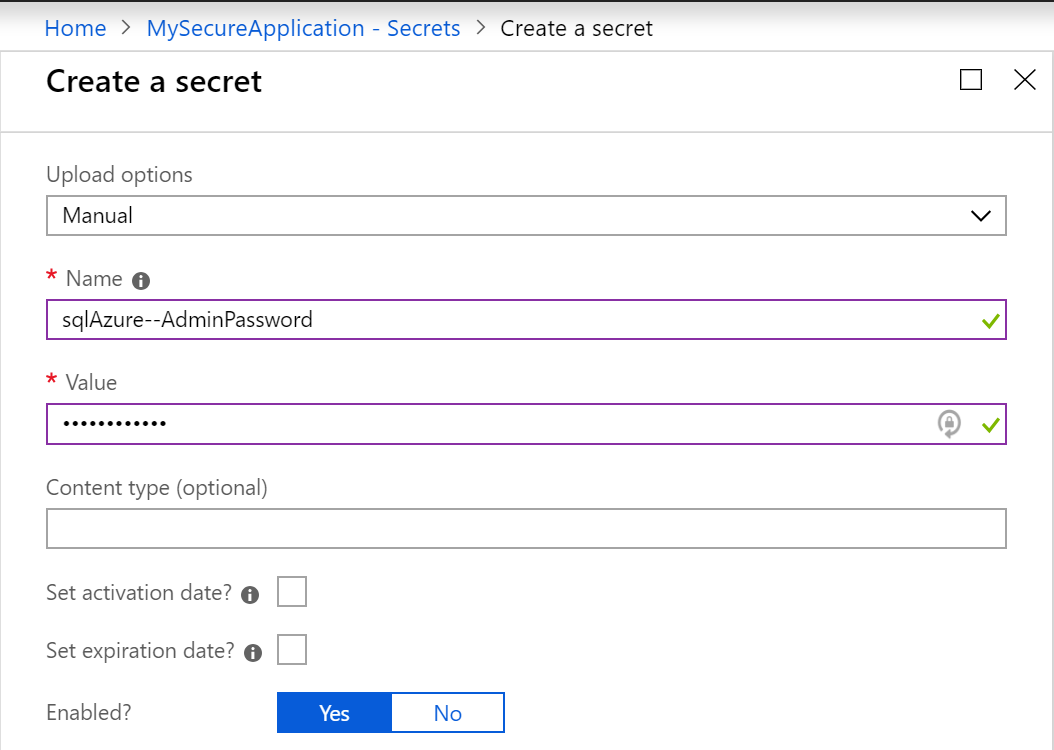 Home > MySecureApplication - Secrets > Create a secret
Create a secret
Upload options
Manual
* Name
sqlAzure--AdminPassword
* Value
••••••••••••
Content type (optional)
Set activation date?
Set expiration date?
Enabled?
Yes No